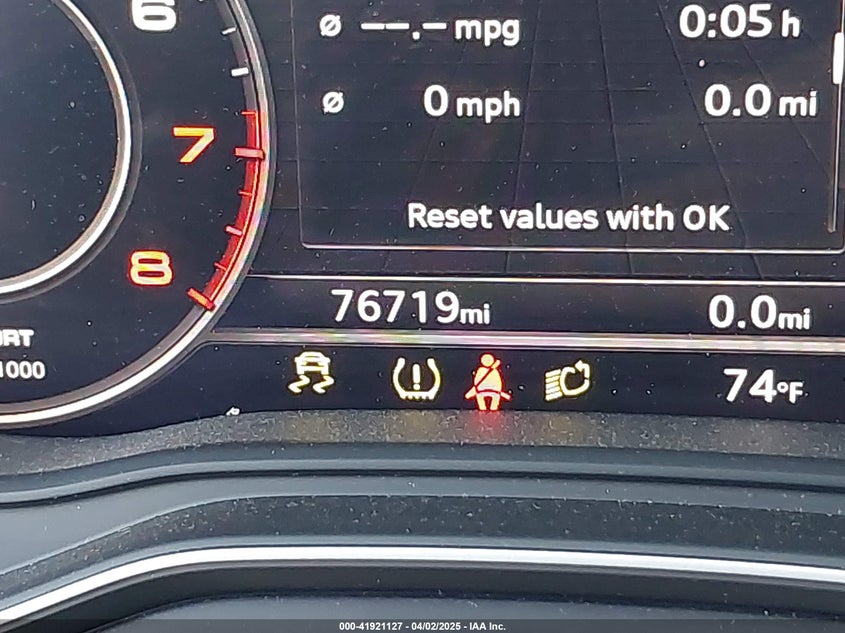 6
7
8
Ø --.- mpg 0:05 h
Ø 0 mph 0.0 mi
Reset values with OK
76719mi 0.0mi
74°F
000-41921127 - 04/02/2025 - IAA Inc.